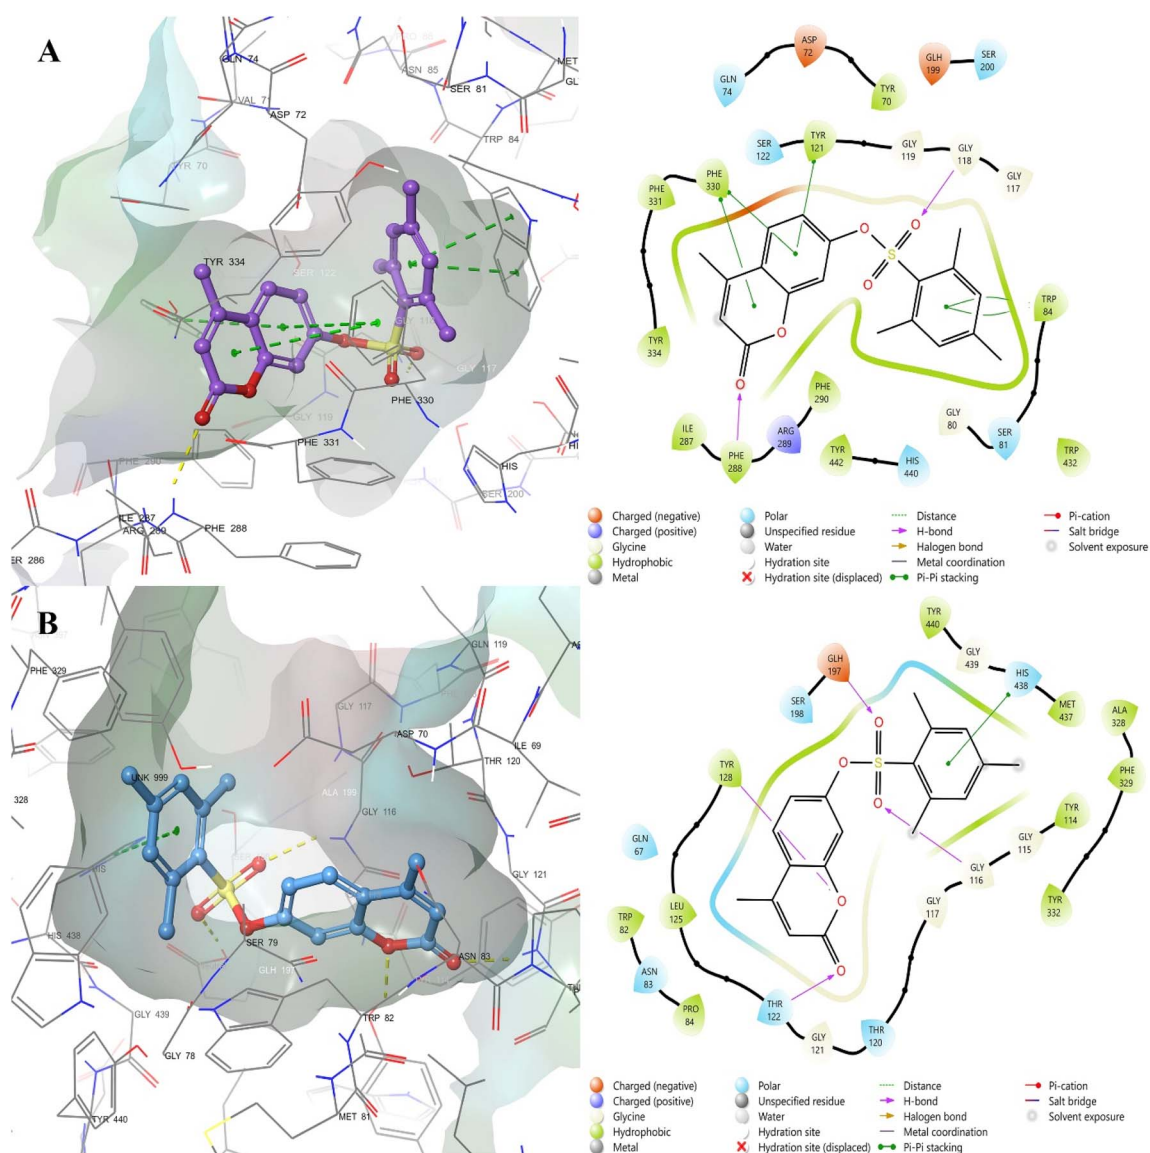 A
GLN 74
VAL 71
ASP 72
TYR 70
ASN 85
SER 81
MET
TRP 84
TYR 334
SER 122
GLY 117
PHE 330
GLY 119
PHE 331
HIS
SER 200
ILE 287
ARG 289
PHE 288
ER 286
ASP
72
GLH
199
SER
200
GLN
74
TYR
70
SER
122
TYR
121
GLY
119
GLY
118
GLY
117
PHE
331
PHE
330
O
O
S
O
TRP
84
TYR
334
O
O
PHE
290
ILE
287
PHE
288
ARG
289
GLY
80
SER
81
TYR
442
HIS
440
TRP
432
Charged (negative)
Charged (positive)
Glycine
Hydrophobic
Metal
Polar
Unspecified residue
Water
Hydration site
Hydration site (displaced)
Distance
H-bond
Halogen bond
Metal coordination
Pi-Pi stacking
Pi-cation
Salt bridge
Solvent exposure
B
PHE 329
GLN 119
GLY 117
ASP 70
ILE 69
THR 120
UNK 999
328
ALA 199
GLY 116
HIS
GLY 121
HIS 438
SER 79
GLH 197
ASN 83
GLY 439
TRP 82
GLY 78
TYR 440
MET 81
TYR
440
GLY
439
GLH
197
HIS
438
SER
198
MET
437
ALA
328
O
O
S
O
TYR
128
PHE
329
GLN
67
TYR
114
GLY
115
GLY
116
TYR
332
GLY
117
O
O
LEU
125
TRP
82
ASN
83
PRO
84
THR
122
GLY
121
THR
120
Charged (negative)
Charged (positive)
Glycine
Hydrophobic
Metal
Polar
Unspecified residue
Water
Hydration site
Hydration site (displaced)
Distance
H-bond
Halogen bond
Metal coordination
Pi-Pi stacking
Pi-cation
Salt bridge
Solvent exposure